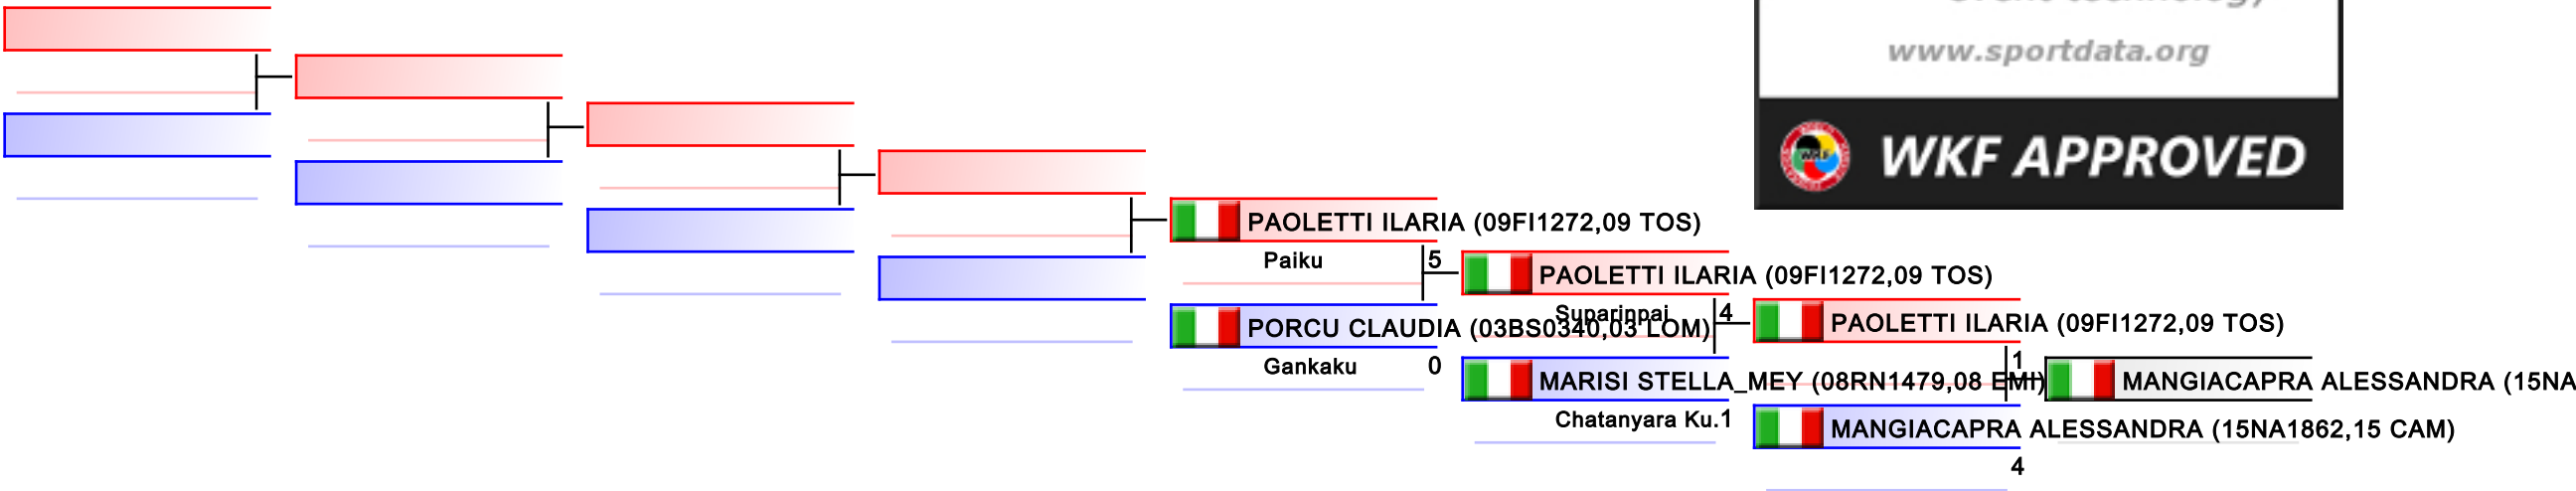 www.sportdata.org
WKF APPROVED
PAOLETTI ILARIA (09FI1272,09 TOS)
Paiku
5
PAOLETTI ILARIA (09FI1272,09 TOS)
Suparinpai
4
PORCU CLAUDIA (03BS0340,03 LOM)
PAOLETTI ILARIA (09FI1272,09 TOS)
Gankaku
0
1
MARISI STELLA_MEY (08RN1479,08 EMI)
MANGIACAPRA ALESSANDRA (15NA
Chatanyara Ku.1
MANGIACAPRA ALESSANDRA (15NA1862,15 CAM)
4